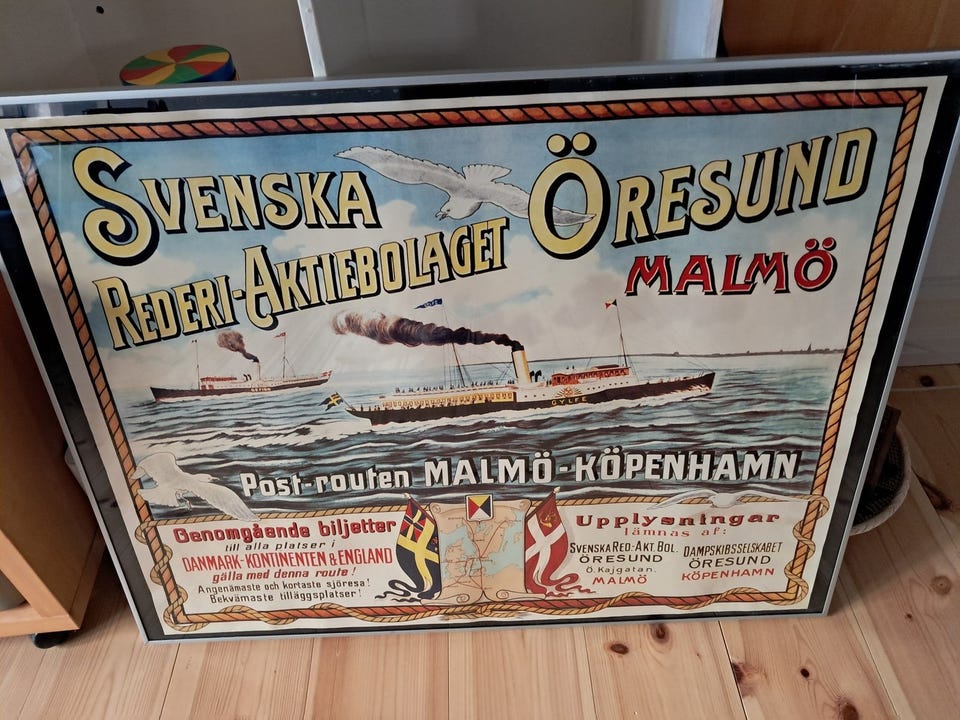 SVENSKA
REDERI-AKTIEBOLAGET
ÖRESUND
MALMÖ
GYLFE
Post-routen MALMÖ-KÖPENHAMN
Genomgående biljetter
till alla platser i
DANMARK-KONTINENTEN & ENGLAND
gälla med denna route!
Angenämaste och kortaste sjöresa!
Bekvämaste tilläggsplatser!
Upplysningar
lämnas af:
SVENSKA RED.-AKT. BOL.
ÖRESUND
Ö. Kajgatan.
MALMÖ
DAMPSKIBSSELSKABET
ÖRESUND
KÖPENHAMN